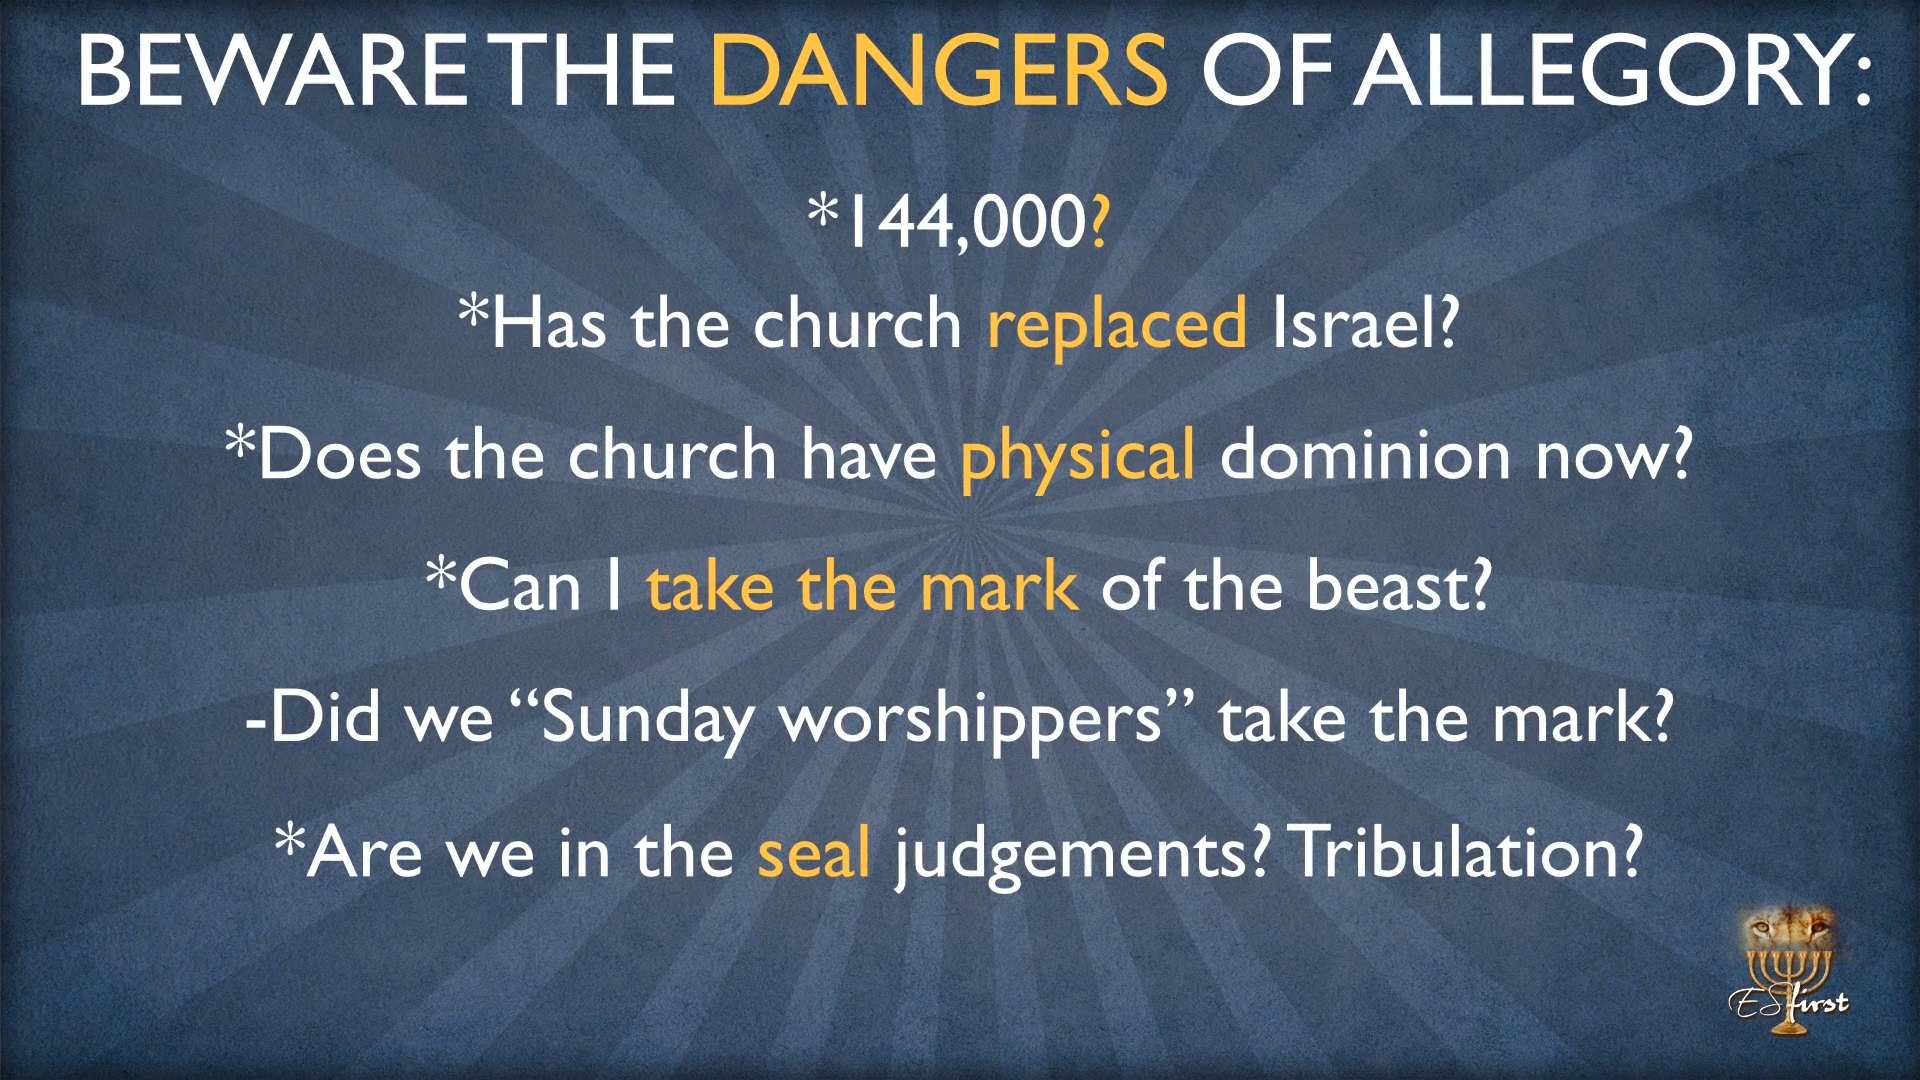 BEWARE THE DANGERS OF ALLEGORY:
*144,000?
*Has the church replaced Israel?
*Does the church have physical dominion now?
*Can I take the mark of the beast?
-Did we “Sunday worshippers” take the mark?
*Are we in the seal judgements? Tribulation?
ESfirst